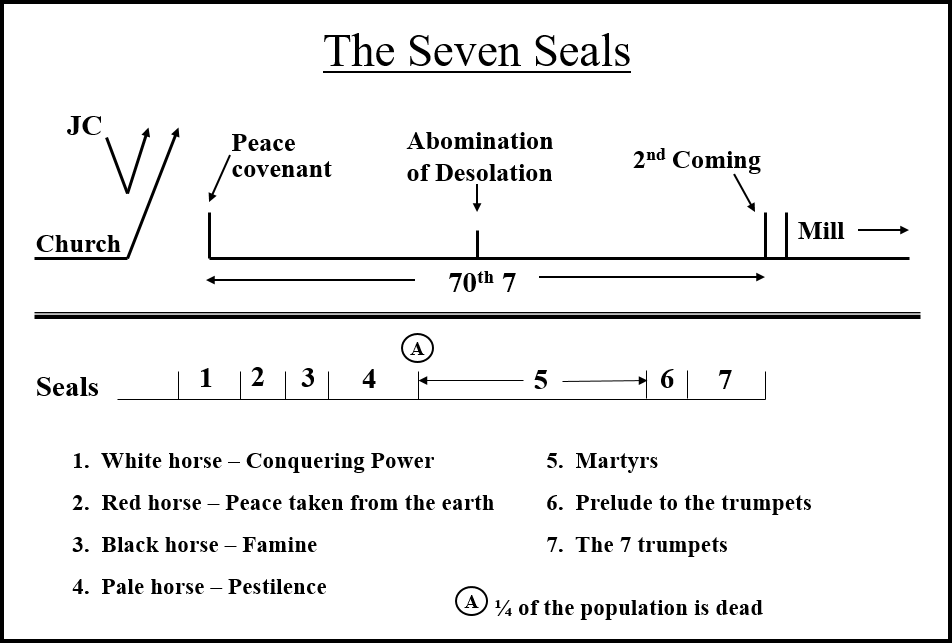 The Seven Seals
JC
Peace
covenant
Abomination
of Desolation
2nd Coming
Church
Mill
70th 7
A
Seals 1 2 3 4 5 6 7
1. White horse – Conquering Power
2. Red horse – Peace taken from the earth
3. Black horse – Famine
4. Pale horse – Pestilence
5. Martyrs
6. Prelude to the trumpets
7. The 7 trumpets
A ¼ of the population is dead